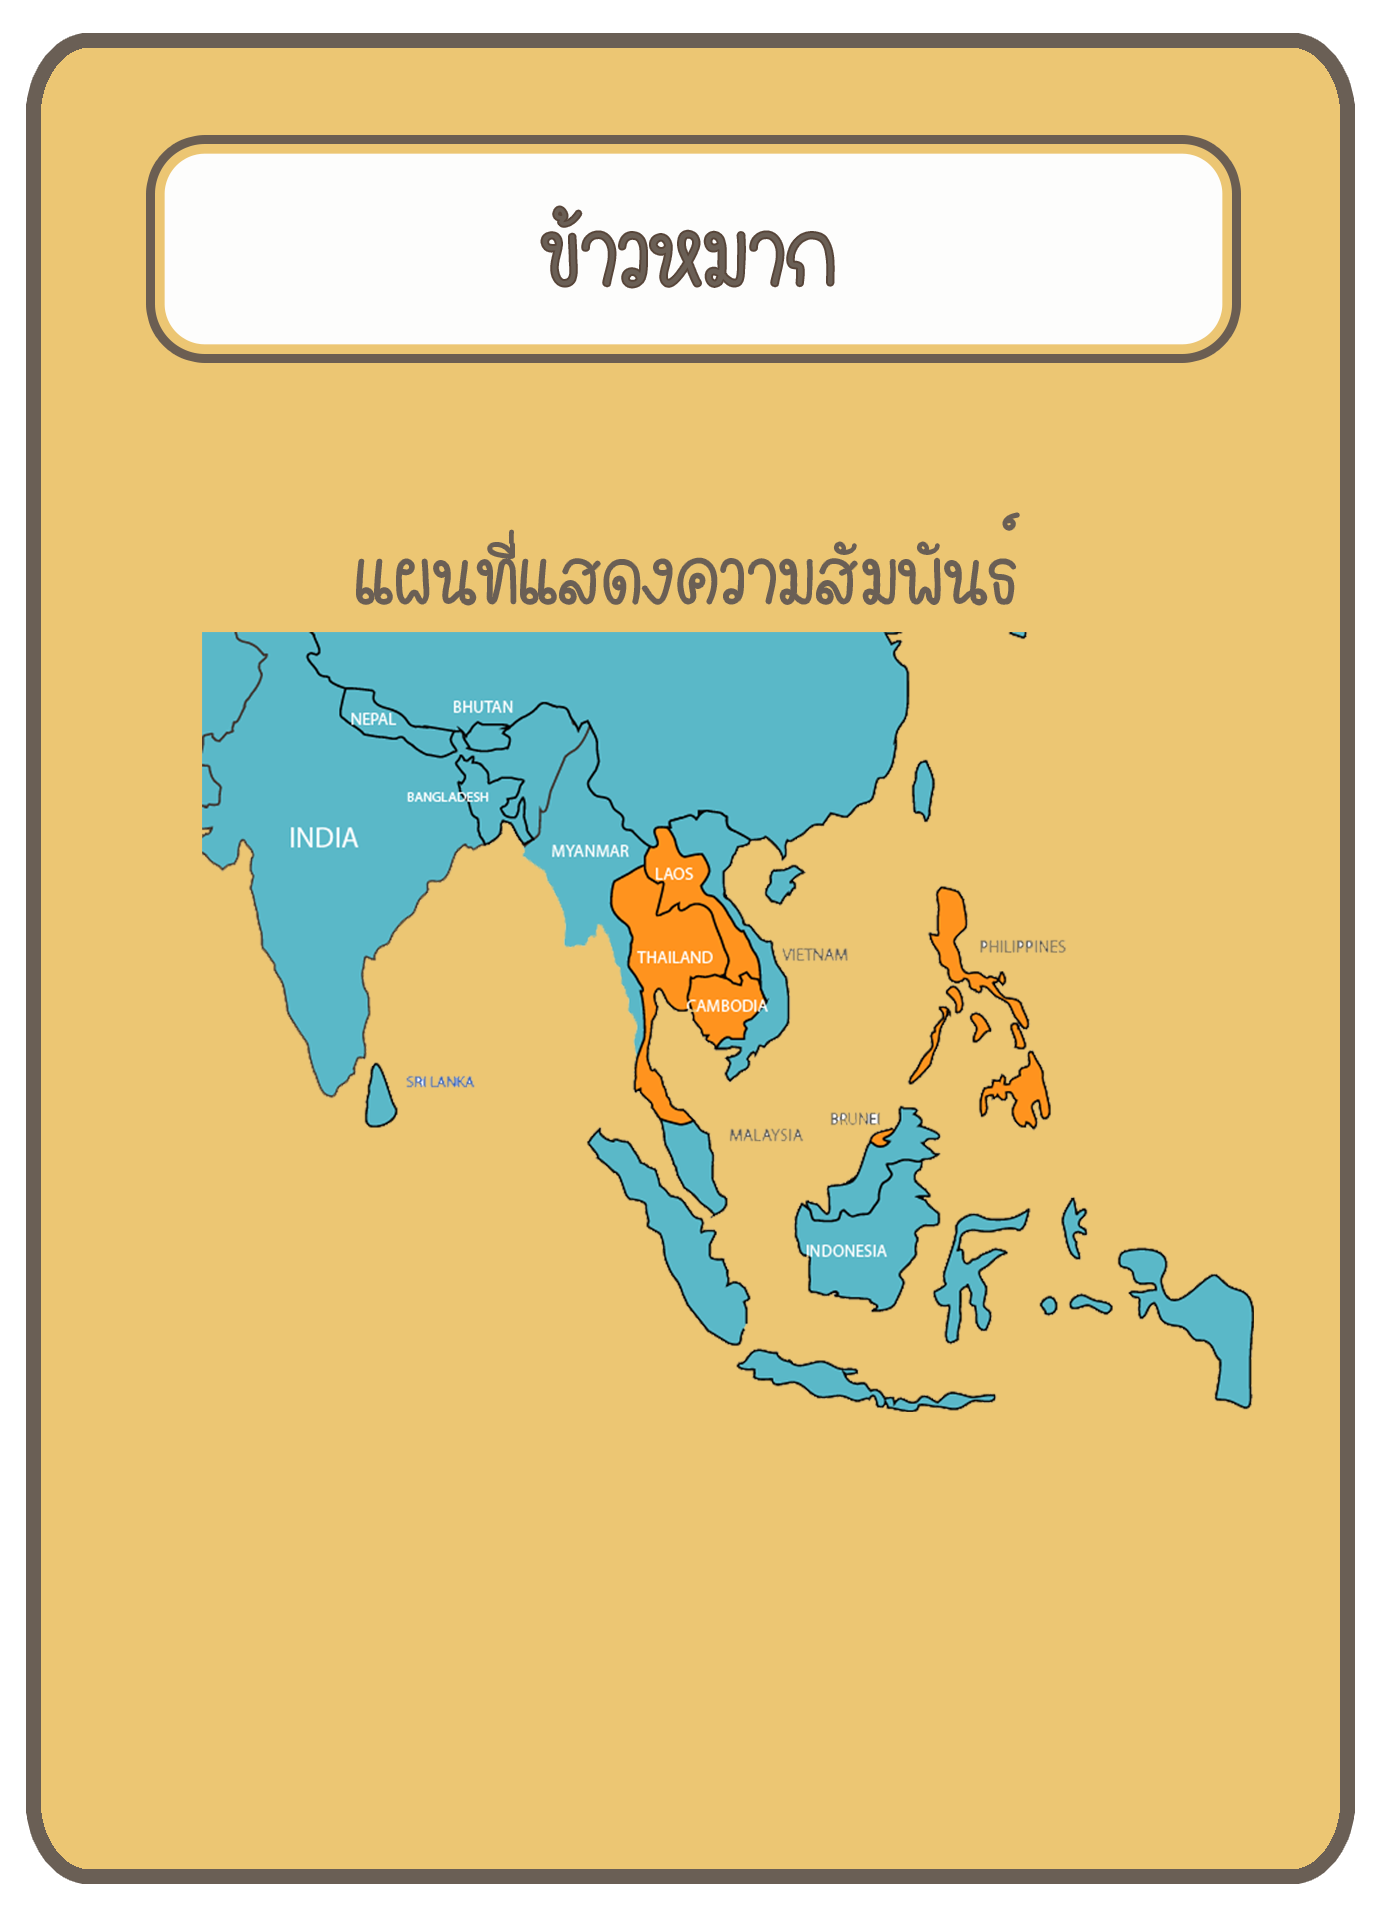 ข้าวหมาก
แผนที่แสดงความสัมพันธ์
BHUTAN
NEPAL
BANGLADESH
INDIA
MYANMAR
LAOS
PHILIPPINES
THAILAND
VIETNAM
CAMBODIA
SRI LANKA
BRUNEI
MALAYSIA
INDONESIA